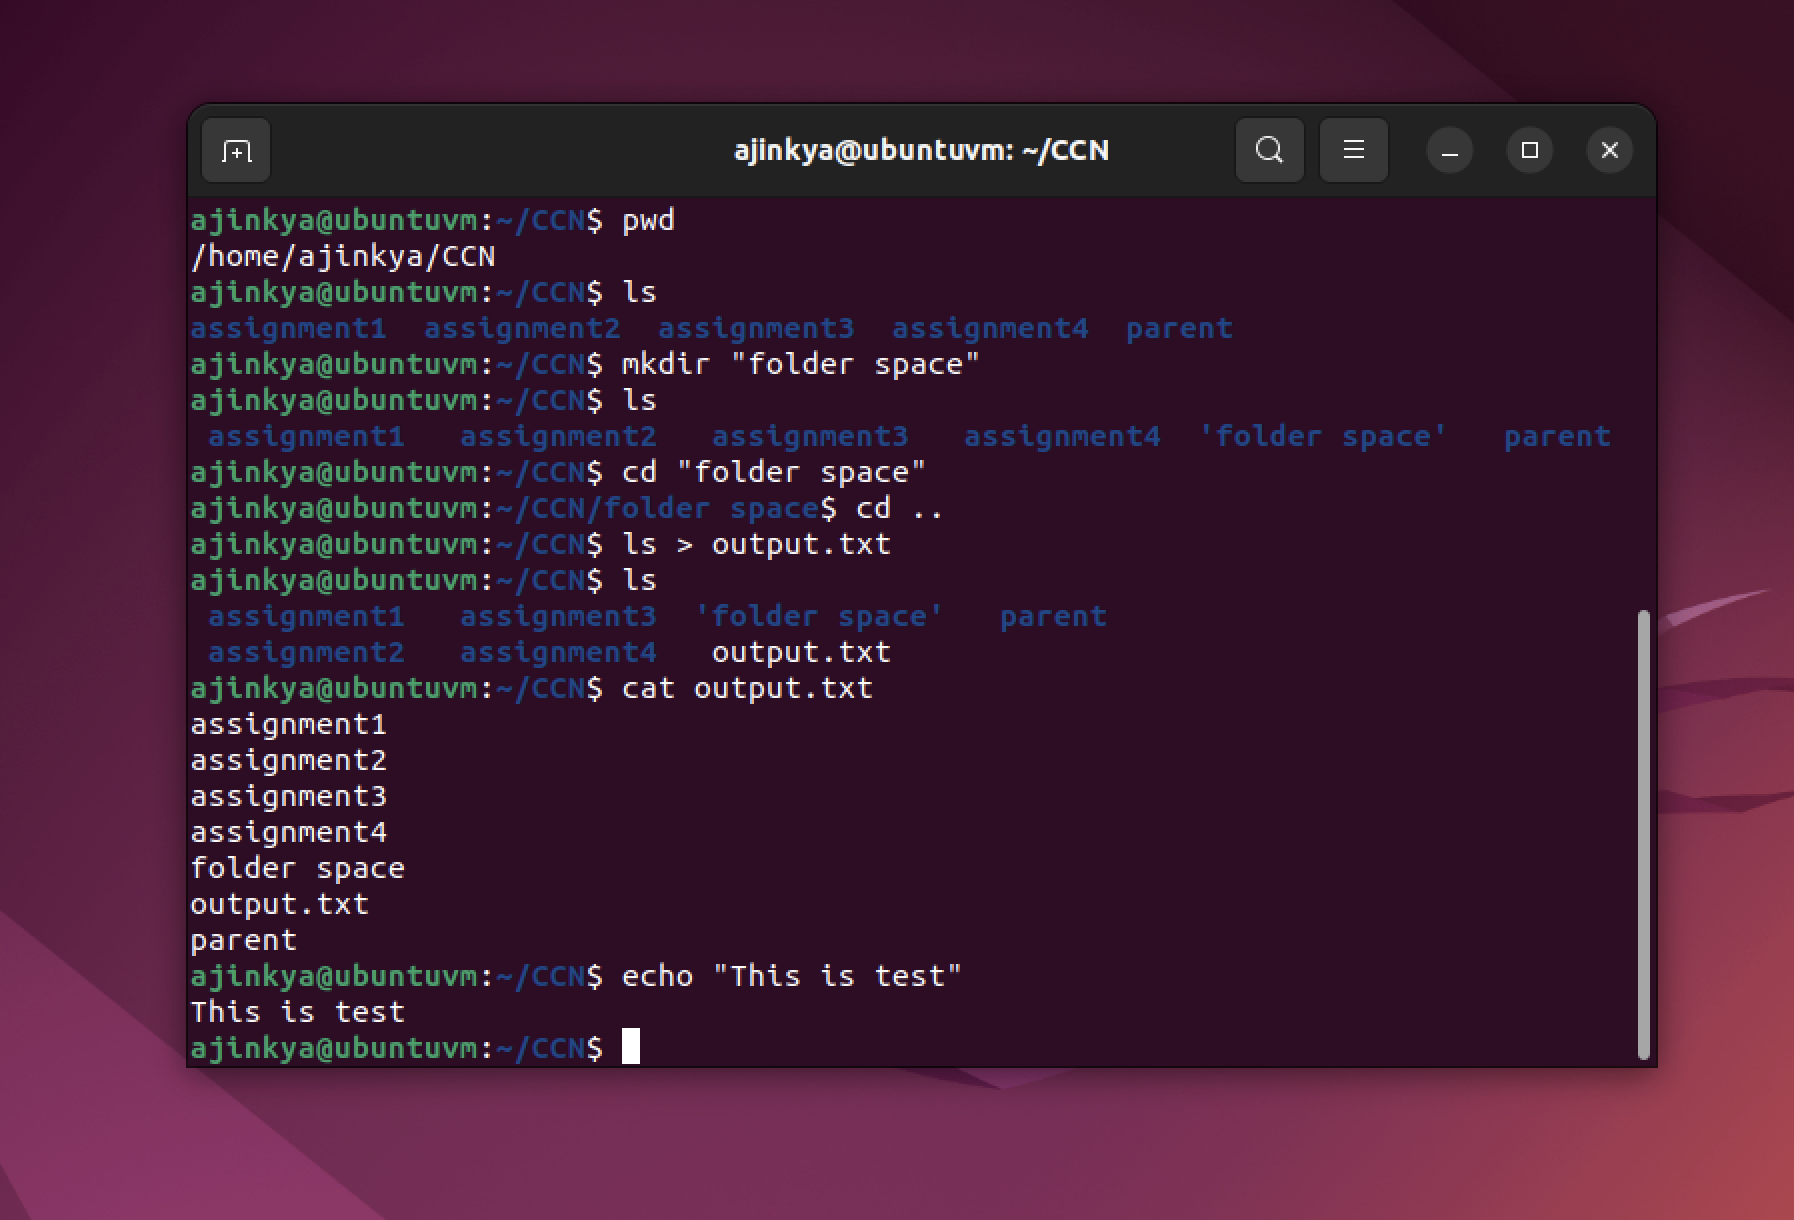 ajinkya@ubuntuvm: ~/CCN
ajinkya@ubuntuvm:~/CCN$ pwd
/home/ajinkya/CCN
ajinkya@ubuntuvm:~/CCN$ ls
assignment1  assignment2  assignment3  assignment4  parent
ajinkya@ubuntuvm:~/CCN$ mkdir "folder space"
ajinkya@ubuntuvm:~/CCN$ ls
 assignment1   assignment2   assignment3   assignment4  'folder space'   parent
ajinkya@ubuntuvm:~/CCN$ cd "folder space"
ajinkya@ubuntuvm:~/CCN/folder space$ cd ..
ajinkya@ubuntuvm:~/CCN$ ls > output.txt
ajinkya@ubuntuvm:~/CCN$ ls
 assignment1   assignment3  'folder space'   parent
 assignment2   assignment4   output.txt
ajinkya@ubuntuvm:~/CCN$ cat output.txt
assignment1
assignment2
assignment3
assignment4
folder space
output.txt
parent
ajinkya@ubuntuvm:~/CCN$ echo "This is test"
This is test
ajinkya@ubuntuvm:~/CCN$